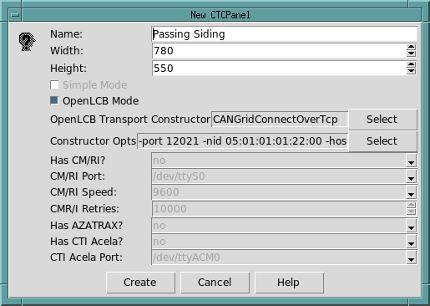 New CTCPanel
Name: Passing Siding
Width: 780
Height: 550
Simple Mode
OpenLCB Mode
OpenLCB Transport Constructor CANGridConnectOverTcp Select
Constructor Opts -port 12021 -nid 05:01:01:01:22:00 -hos Select
Has CM/RI? no
CM/RI Port: /dev/ttyS0
CM/RI Speed: 9600
CMR/I Retries: 10000
Has AZATRAX? no
Has CTI Acela? no
CTI Acela Port: /dev/ttyACM0
Create Cancel Help